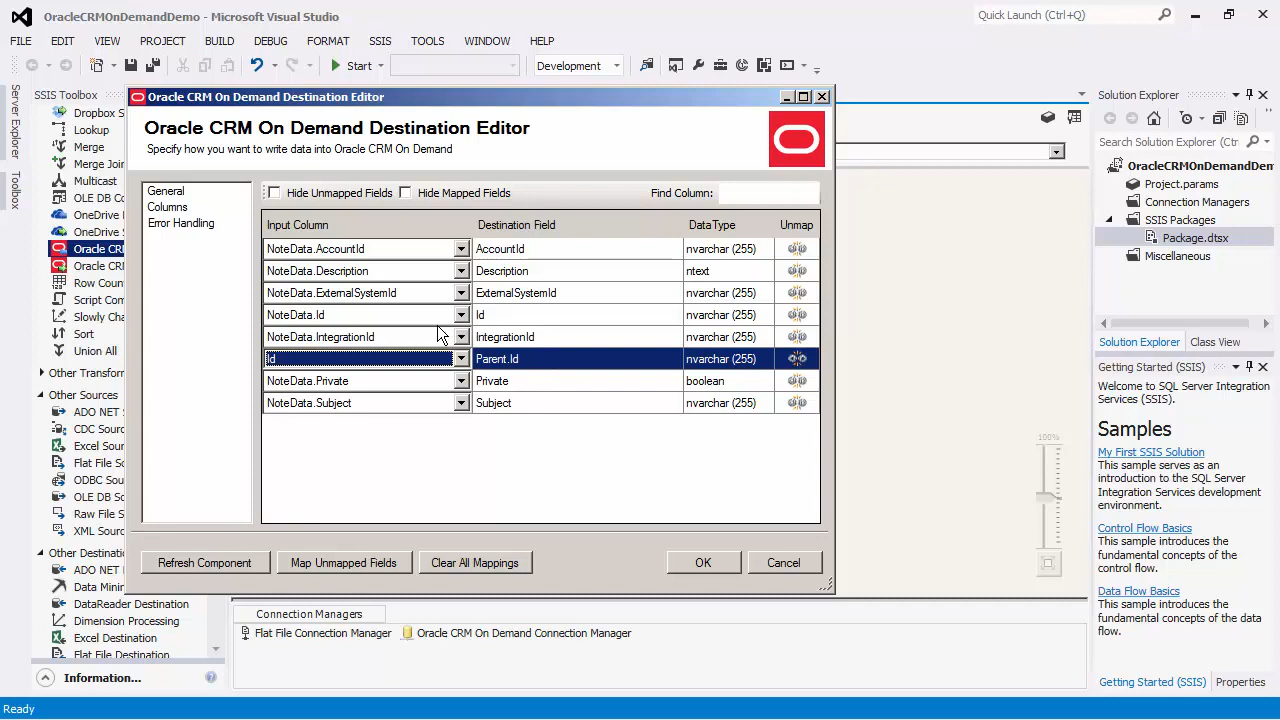 OracleCRMOnDemandDemo - Microsoft Visual Studio
Quick Launch (Ctrl+Q)
FILE EDIT VIEW PROJECT BUILD DEBUG FORMAT SSIS TOOLS WINDOW HELP
Start
Development
Server Explorer
Toolbox
SSIS Toolbox
Dropbox S
Lookup
Merge
Merge Join
Multicast
OLE DB Co
OneDrive
OneDrive S
Oracle CR
Oracle CR
Row Coun
Script Com
Slowly Cha
Sort
Union All
Other Transfor
Other Sources
ADO NET
CDC Sourc
Excel Sour
Flat File So
ODBC Sou
OLE DB So
Raw File S
XML Sourc
Other Destinatio
ADO NET D
Data Minin
DataReader Destination
Dimension Processing
Excel Destination
Flat File Destination
Information...
Oracle CRM On Demand Destination Editor
Oracle CRM On Demand Destination Editor
Specify how you want to write data into Oracle CRM On Demand
General
Columns
Error Handling
Hide Unmapped Fields Hide Mapped Fields Find Column:
Input Column Destination Field DataType Unmap
NoteData.AccountId AccountId nvarchar (255)
NoteData.Description Description ntext
NoteData.ExternalSystemId ExternalSystemId nvarchar (255)
NoteData.Id Id nvarchar (255)
NoteData.IntegrationId IntegrationId nvarchar (255)
Id Parent.Id nvarchar (255)
NoteData.Private Private boolean
NoteData.Subject Subject nvarchar (255)
Refresh Component Map Unmapped Fields Clear All Mappings OK Cancel
100%
Connection Managers
Flat File Connection Manager Oracle CRM On Demand Connection Manager
Solution Explorer
Search Solution Explorer
OracleCRMOnDemandDem
Project.params
Connection Managers
SSIS Packages
Package.dtsx
Miscellaneous
Solution Explorer Class View
Getting Started (SSIS)
Welcome to SQL Server Integration
Services
Samples
My First SSIS Solution
This sample serves as an
introduction to the SQL Server
Integration Services development
environment.
Control Flow Basics
This sample introduces the
fundamental concepts of the
control flow.
Data Flow Basics
This sample introduces the
fundamental concepts of the data
flow.
Getting Started (SSIS) Properties
Ready